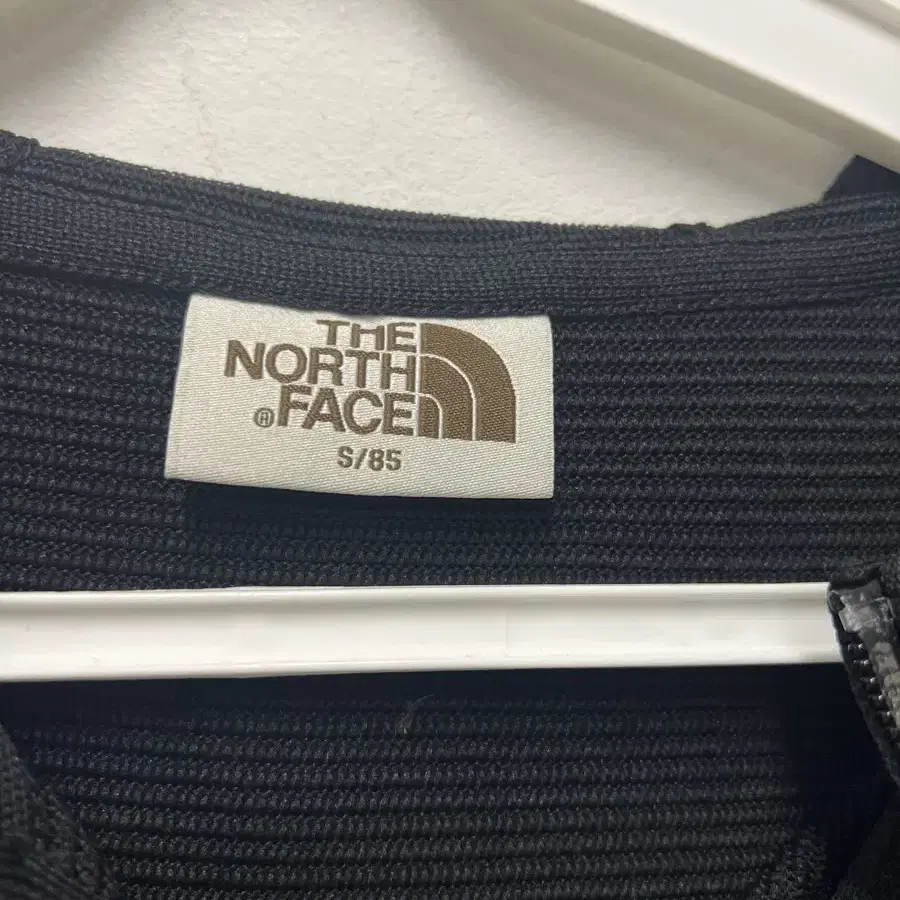 THE
NORTH
® FACE
S/85